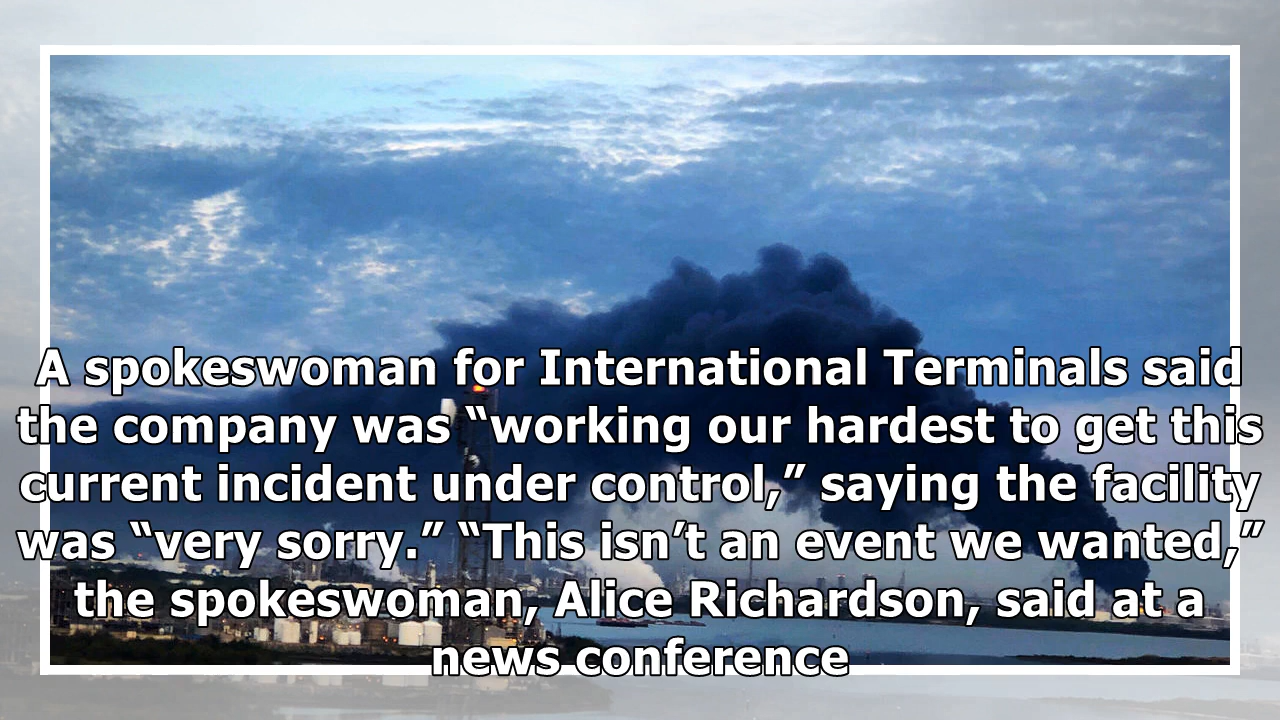 A spokeswoman for International Terminals said
the company was “working our hardest to get this
current incident under control,” saying the facility
was “very sorry.” “This isn’t an event we wanted,”
the spokeswoman, Alice Richardson, said at a
news conference